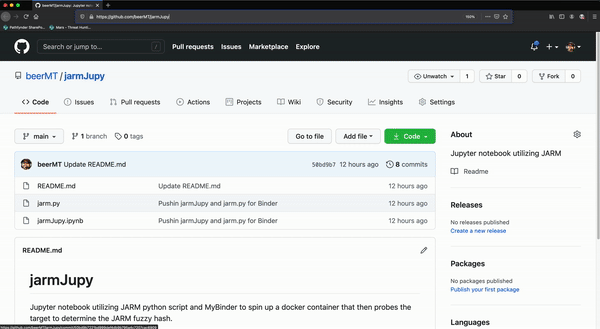 beerMT/jarmJupy: Jupyter note
https://github.com/beerMT/jarmJupy
150%
Pathfynder SharePo...
Mars - Threat Hunti...
Search or jump to...
/
Pull requests Issues Marketplace Explore
beerMT / jarmJupy
Unwatch 1 Star 0 Fork 0
Code Issues Pull requests Actions Projects Wiki Security Insights Settings
main 1 branch 0 tags Go to file Add file Code
beerMT Update README.md 12 hours ago 8 commits
README.md Update README.md 12 hours ago
jarm.py Pushin jarmJupy and jarm.py for Binder 12 hours ago
jarmJupy.ipynb Pushin jarmJupy and jarm.py for Binder 12 hours ago
README.md
jarmJupy
Jupyter notebook utilizing JARM python script and MyBinder to spin up a docker container that then probes the
target to determine the JARM fuzzy hash.
About
Jupyter notebook utilizing JARM
Readme
Releases
No releases published
Create a new release
Packages
No packages published
Publish your first package
Languages